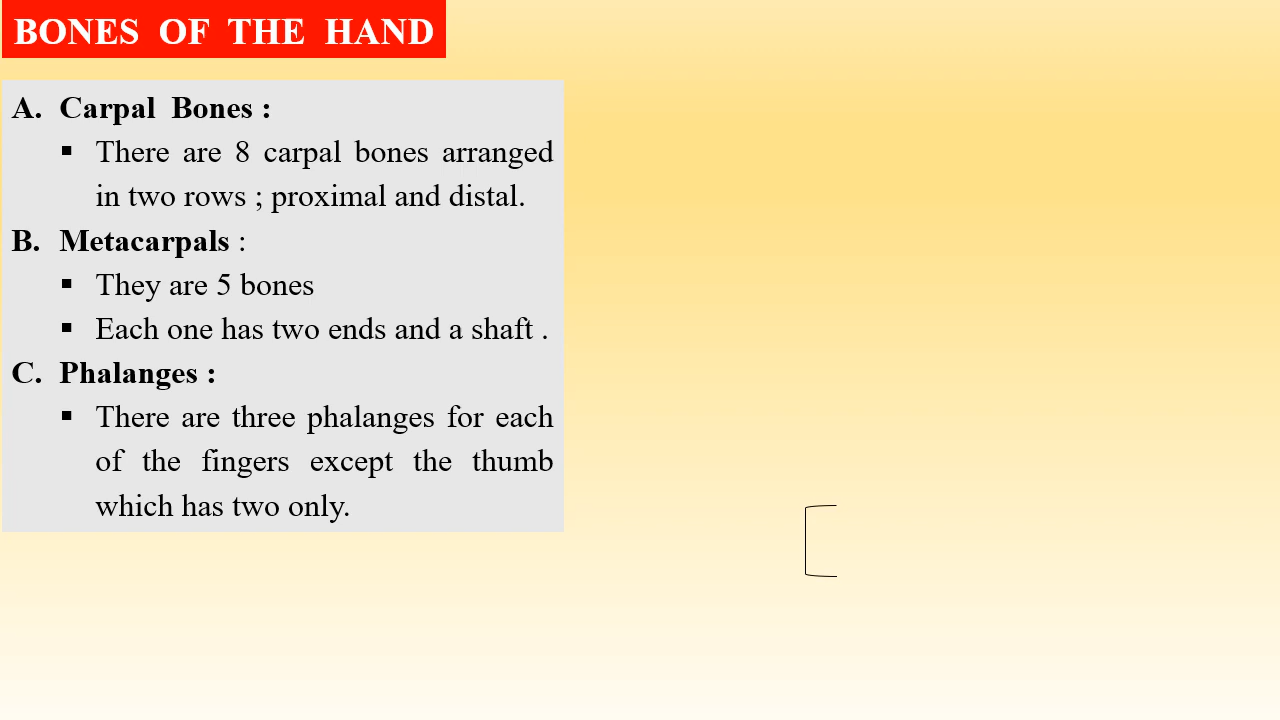 BONES OF THE HAND
A. Carpal Bones :
▪ There are 8 carpal bones arranged
in two rows ; proximal and distal.
B. Metacarpals :
▪ They are 5 bones
▪ Each one has two ends and a shaft .
C. Phalanges :
▪ There are three phalanges for each
of the fingers except the thumb
which has two only.